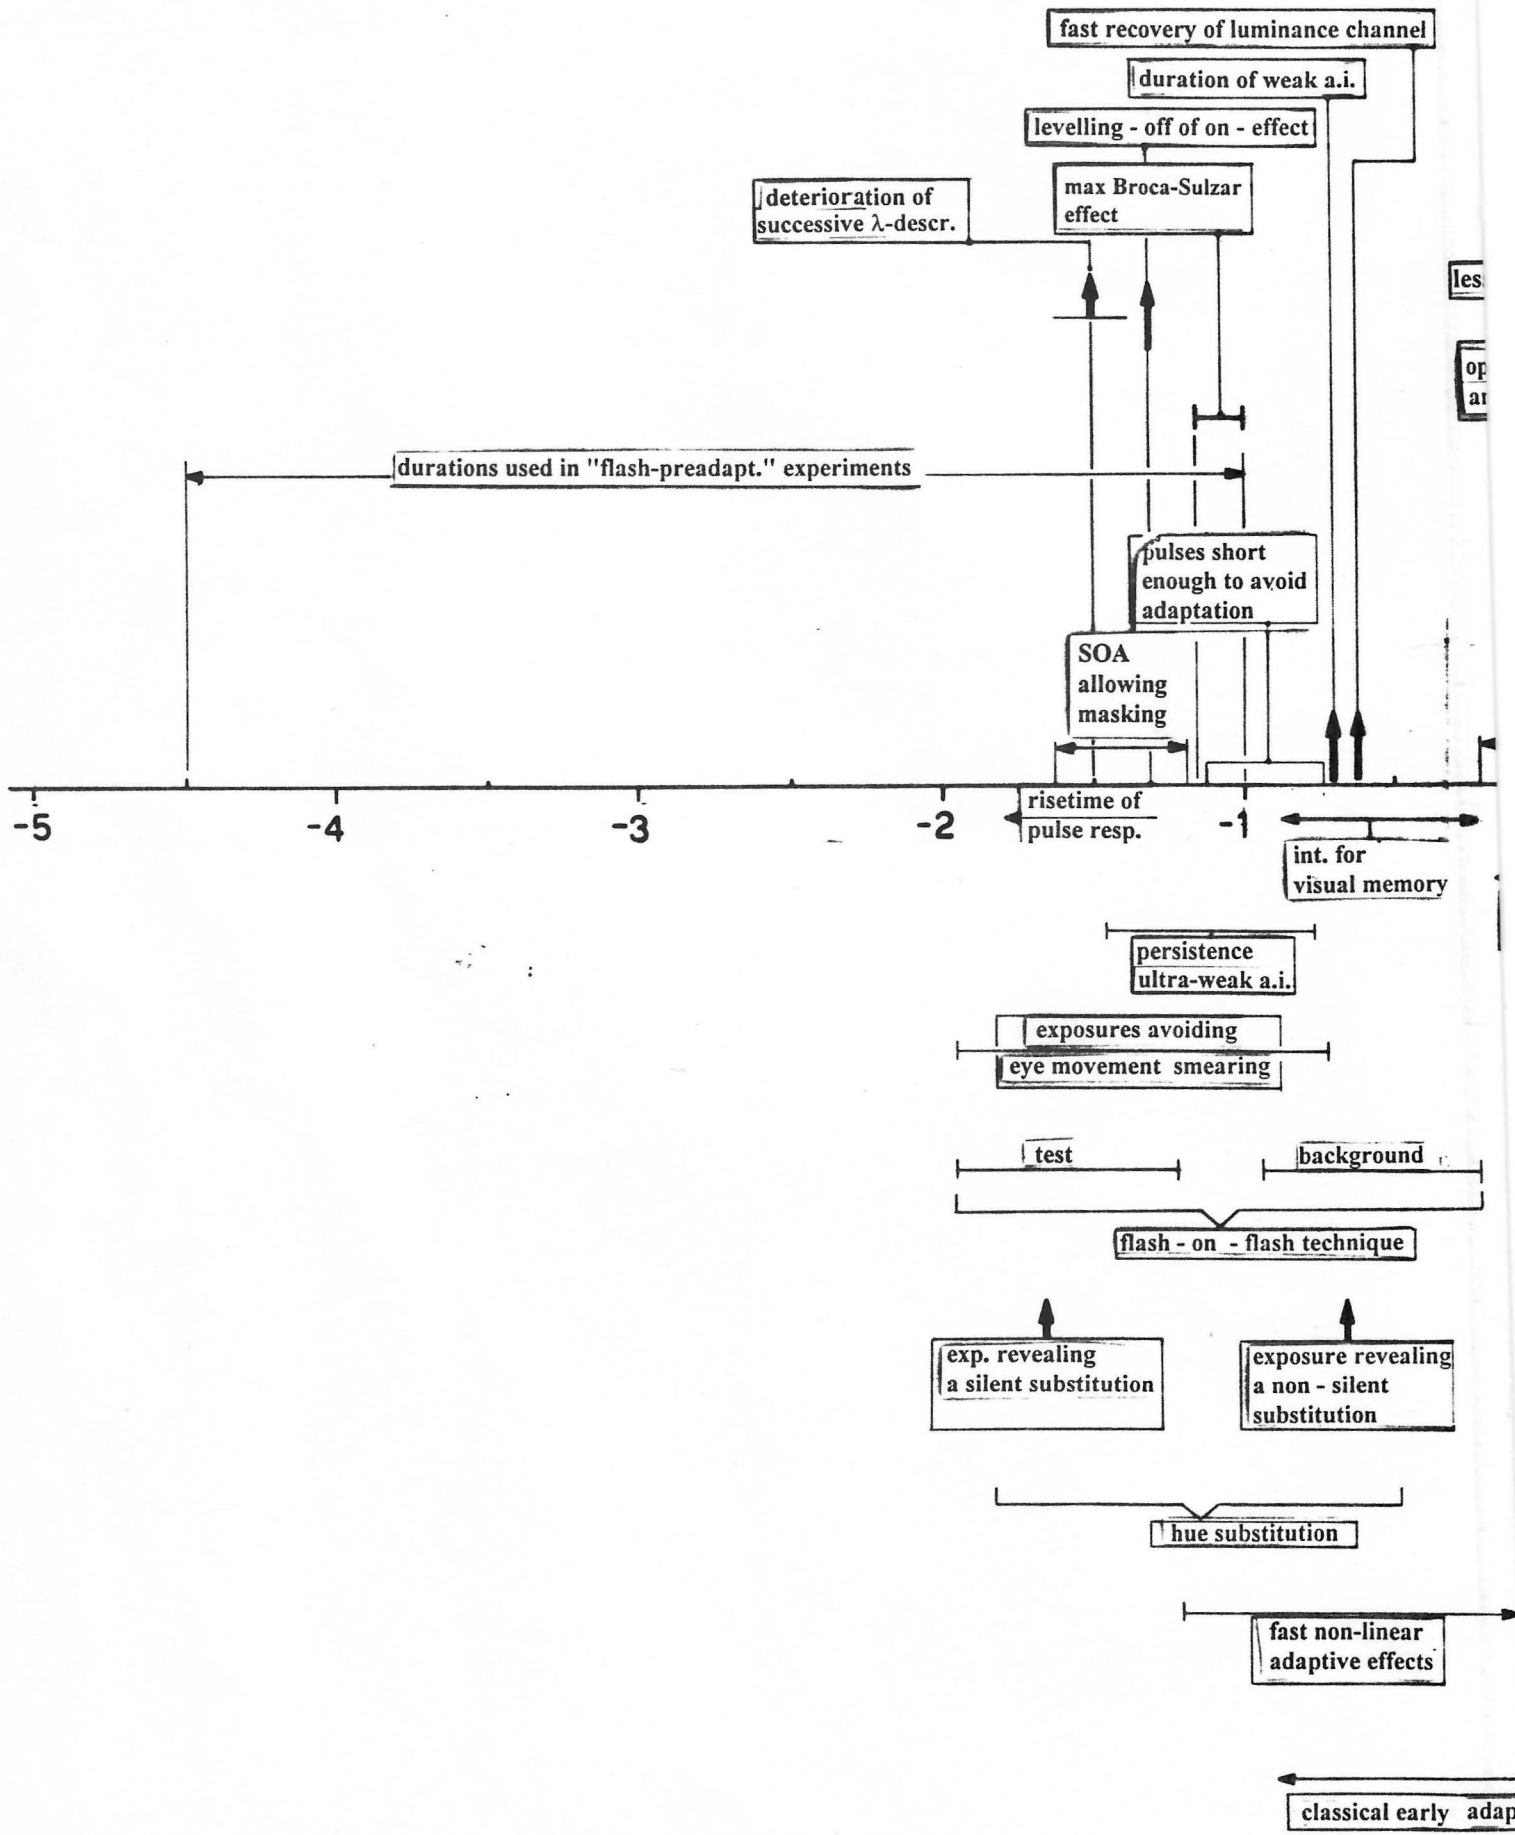 fast recovery of luminance channel
duration of weak a.i.
levelling - off of on - effect
max Broca-Sulzar
effect
deterioration of
successive λ-descr.
les
op
ar
durations used in "flash-preadapt." experiments
pulses short
enough to avoid
adaptation
SOA
allowing
masking
-5
-4
-3
-2
-1
risetime of
pulse resp.
int. for
visual memory
persistence
ultra-weak a.i.
exposures avoiding
eye movement smearing
test
background
flash - on - flash technique
exp. revealing
a silent substitution
exposure revealing
a non - silent
substitution
hue substitution
fast non-linear
adaptive effects
classical early adap